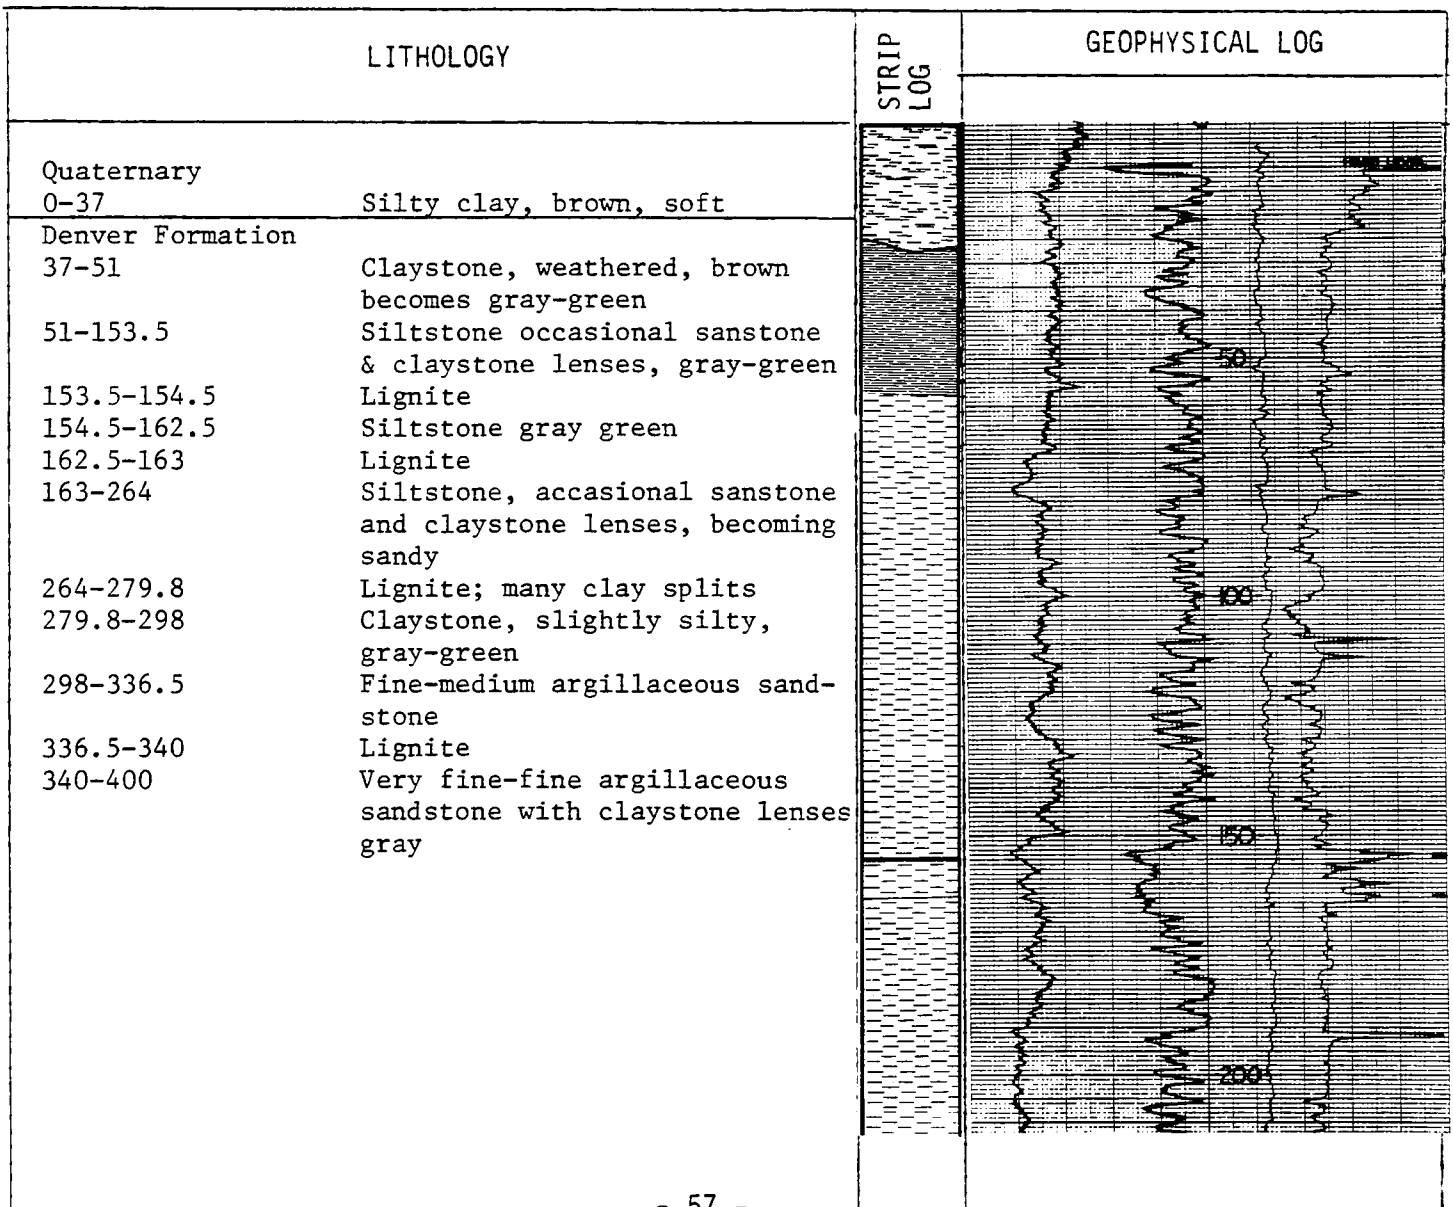 LITHOLOGY
STRIP LOG
GEOPHYSICAL LOG
Quaternary
0-37 Silty clay, brown, soft
Denver Formation
37-51 Claystone, weathered, brown
becomes gray-green
51-153.5 Siltstone occasional sanstone
& claystone lenses, gray-green
153.5-154.5 Lignite
154.5-162.5 Siltstone gray green
162.5-163 Lignite
163-264 Siltstone, accasional sanstone
and claystone lenses, becoming
sandy
264-279.8 Lignite; many clay splits
279.8-298 Claystone, slightly silty,
gray-green
298-336.5 Fine-medium argillaceous sand-
stone
336.5-340 Lignite
340-400 Very fine-fine argillaceous
sandstone with claystone lenses
gray
50
100
150
200
- 57 -